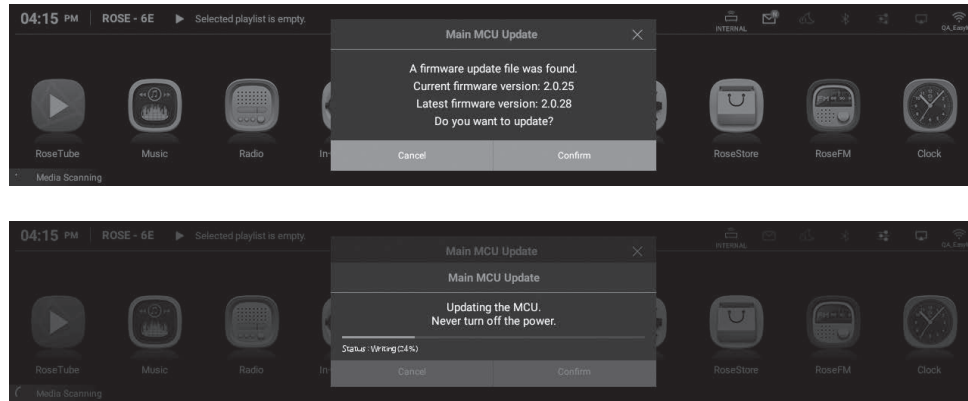 04:15 PM ROSE - 6E Selected playlist is empty. INTERNAL
Main MCU Update
A firmware update file was found.
Current firmware version: 2.0.25
Latest firmware version: 2.0.28
Do you want to update?
Cancel Confirm
RoseTube Music Radio In- RoseStore RoseFM Clock
Media Scanning
04:15 PM ROSE - 6E Selected playlist is empty. INTERNAL
Main MCU Update
Main MCU Update
Updating the MCU.
Never turn off the power.
Status : Writing (24%)
Cancel Confirm
RoseTube Music Radio In- RoseStore RoseFM Clock
Media Scanning